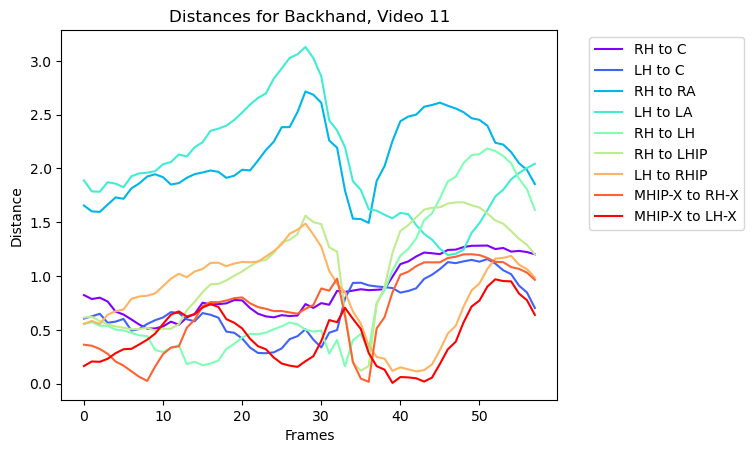 Distances for Backhand, Video 11
Distance
3.0
2.5
2.0
1.5
1.0
0.5
0.0
0 10 20 30 40 50
Frames
RH to C
LH to C
RH to RA
LH to LA
RH to LH
RH to LHIP
LH to RHIP
MHIP-X to RH-X
MHIP-X to LH-X